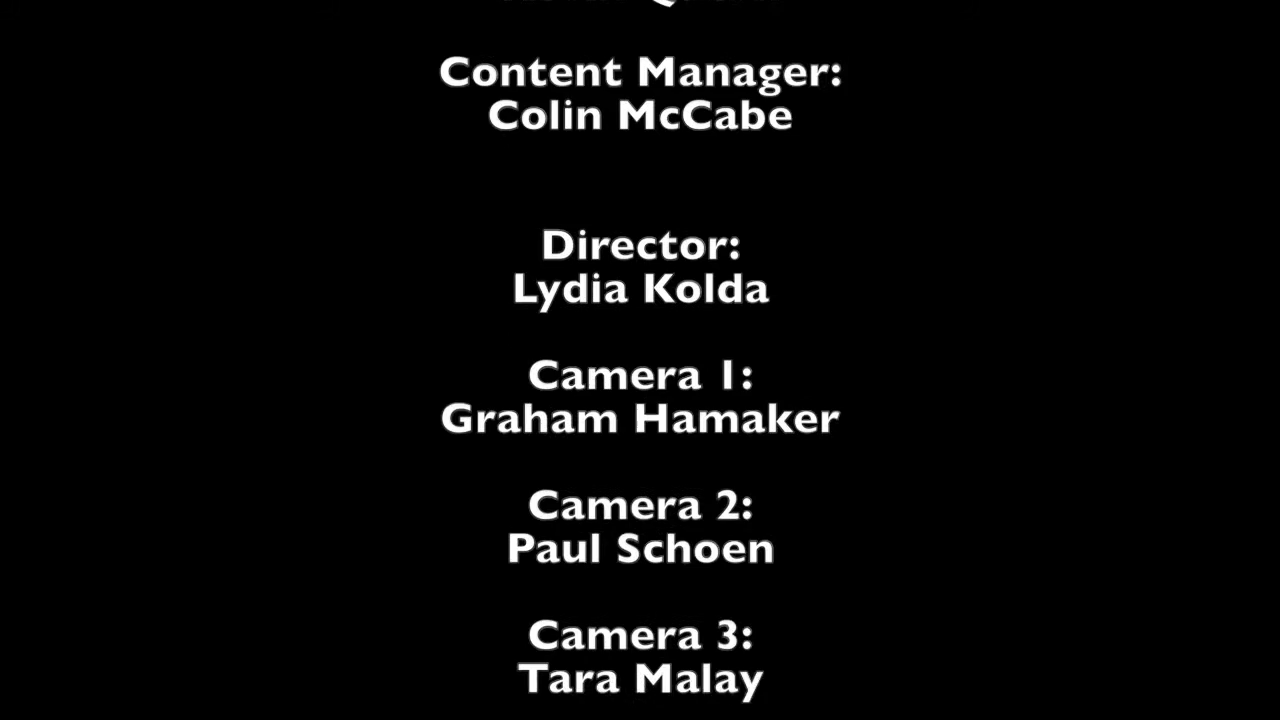 Content Manager:
Colin McCabe
Director:
Lydia Kolda
Camera 1:
Graham Hamaker
Camera 2:
Paul Schoen
Camera 3:
Tara Malay